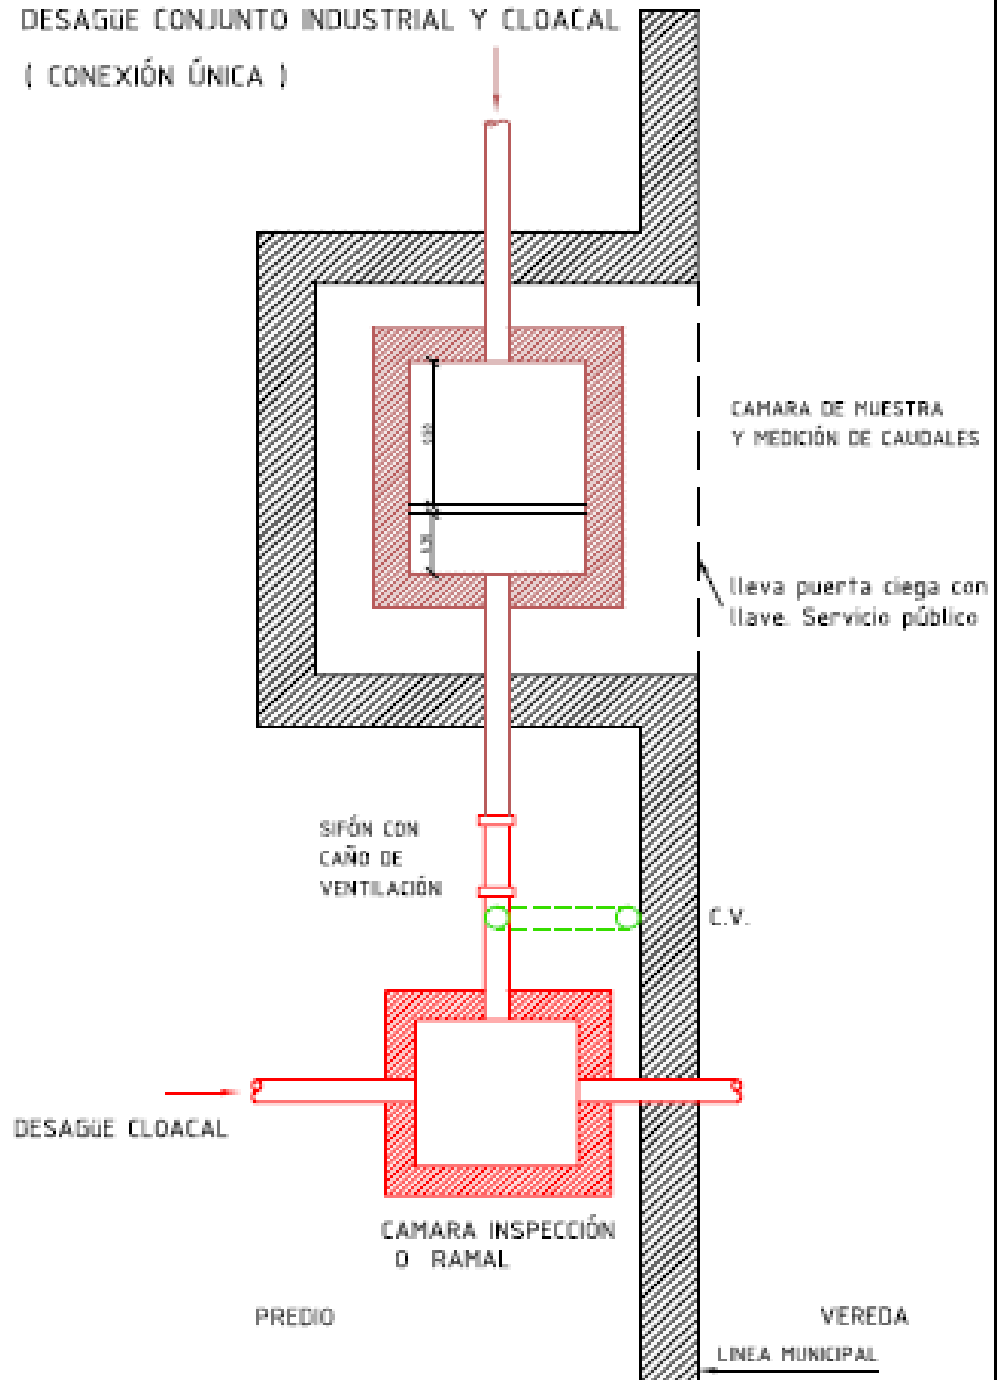 DESAGÜE CONJUNTO INDUSTRIAL Y CLOACAL
( CONEXIÓN ÚNICA )
CAMARA DE MUESTRA
Y MEDICIÓN DE CAUDALES
lleva puerta ciega con
llave. Servicio público
SIFÓN CON
CAÑO DE
VENTILACIÓN
C.V.
DESAGÜE CLOACAL
CAMARA INSPECCIÓN
O RAMAL
PREDIO
VEREDA
LINEA MUNICIPAL